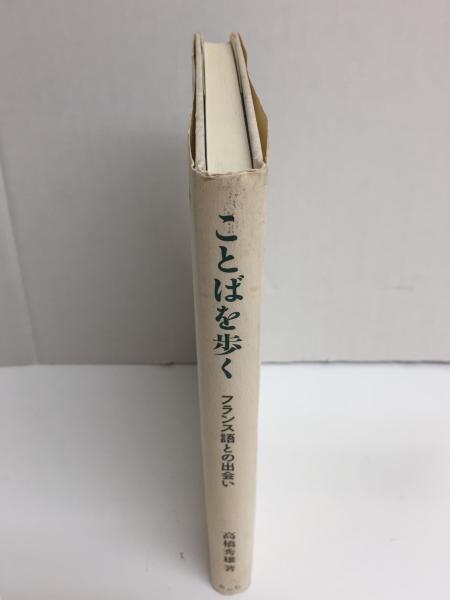 ことばを歩く
フランス語との出会い
高橋秀雄著